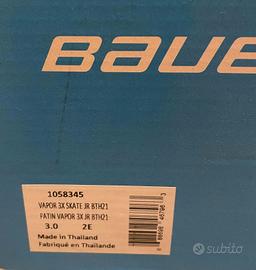 BAUE
1058345
VAPOR 3X SKATE JR BTH21
PATIN VAPOR 3X JR BTH21
3.0 2E
Made in Thailand
Fabriqué en Thaïlande
subito